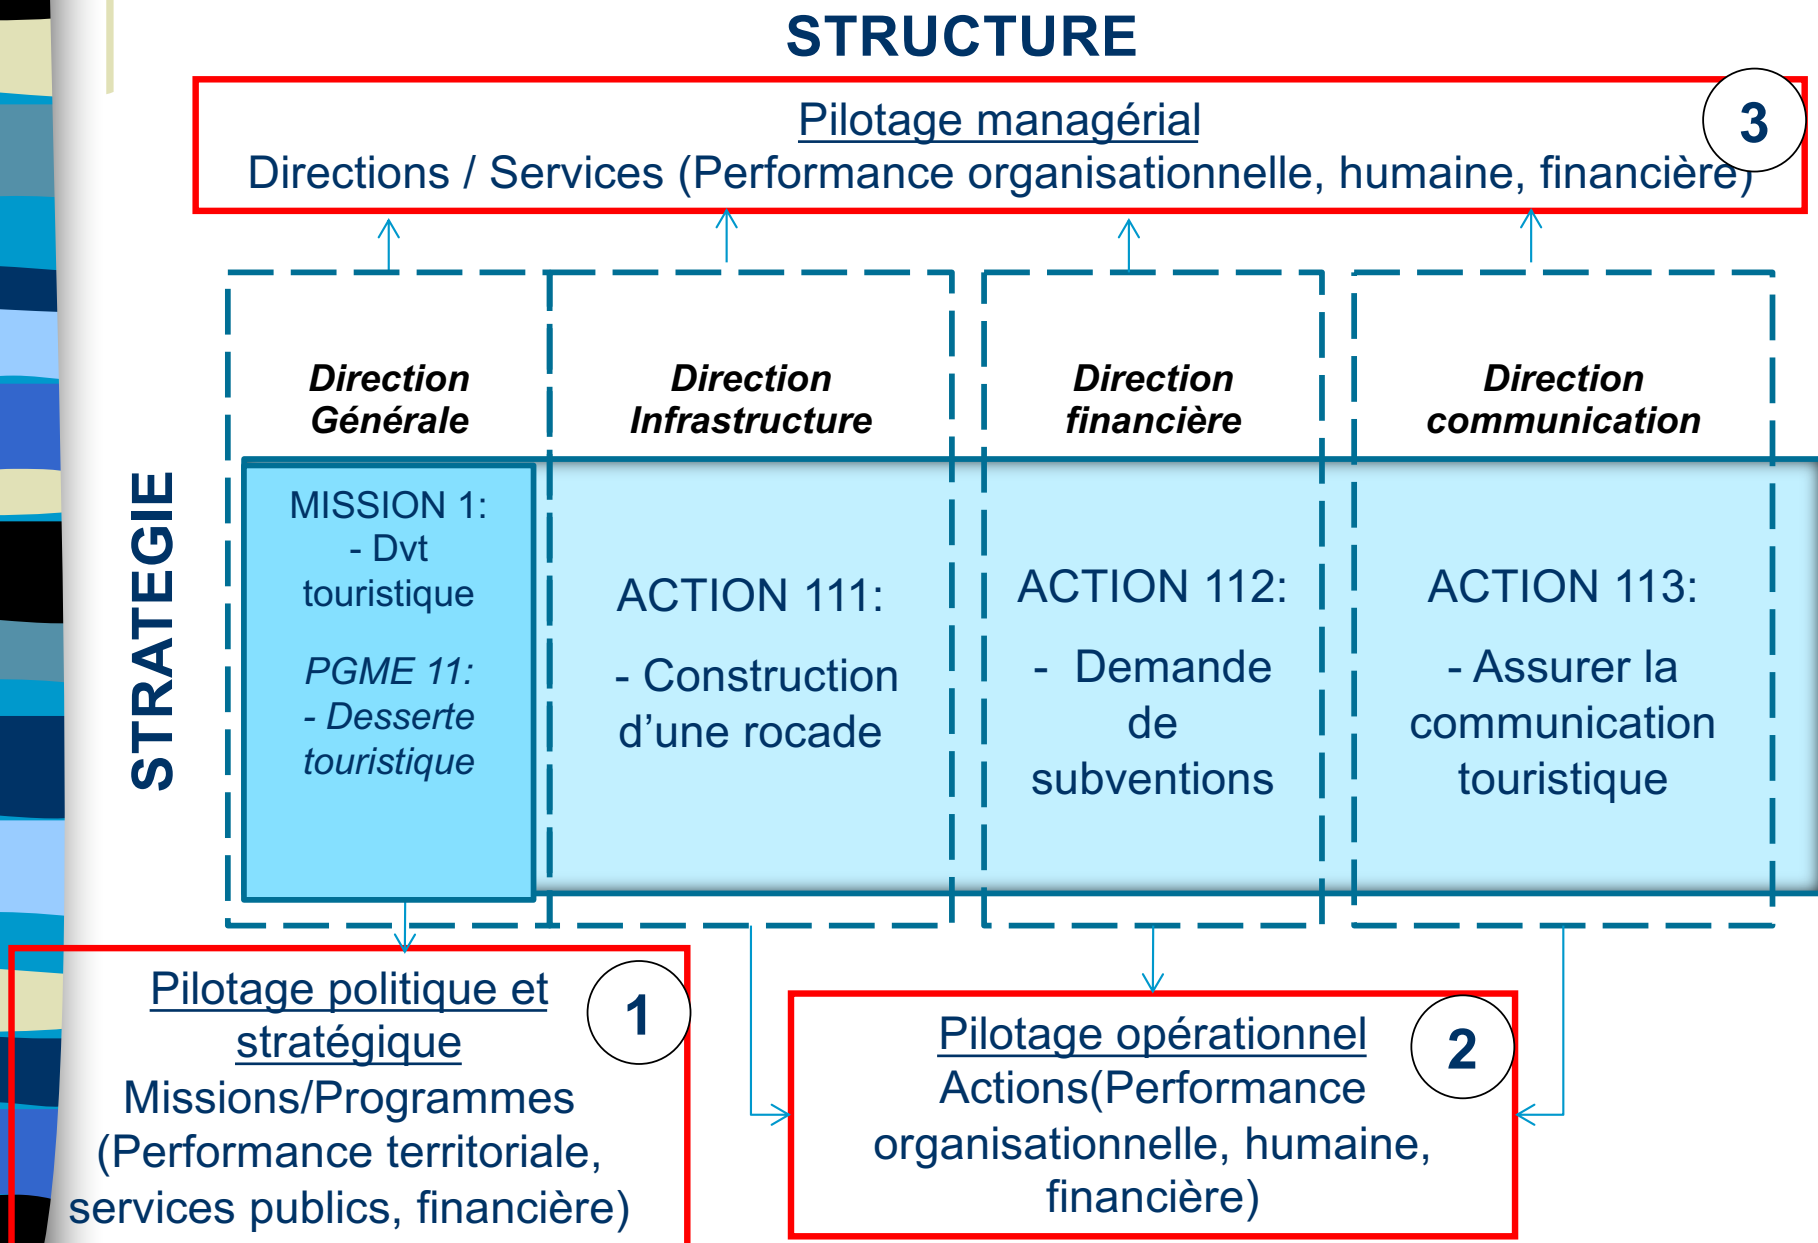 STRUCTURE
Pilotage managérial
3
Directions / Services (Performance organisationnelle, humaine, financière)
Direction
Générale
Direction
Infrastructure
Direction
financière
Direction
communication
STRATEGIE
MISSION 1:
- Dvt
touristique
PGME 11:
- Desserte
touristique
ACTION 111:
- Construction
d’une rocade
ACTION 112:
- Demande
de
subventions
ACTION 113:
- Assurer la
communication
touristique
Pilotage politique et
stratégique
1
Missions/Programmes
(Performance territoriale,
services publics, financière)
Pilotage opérationnel
2
Actions(Performance
organisationnelle, humaine,
financière)